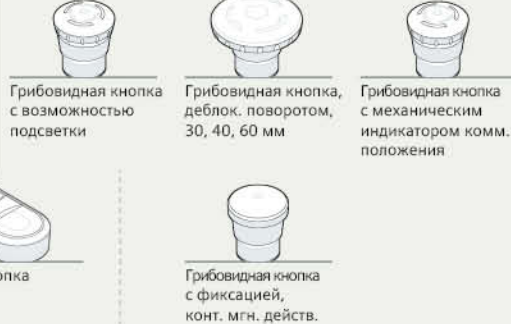 Грибовидная кнопка
с возможностью
подсветки
Грибовидная кнопка,
деблок. поворотом,
30, 40, 60 мм
Грибовидная кнопка
с механическим
индикатором комм.
положения
опка
Грибовидная кнопка
с фиксацией,
конт. мгн. действ.